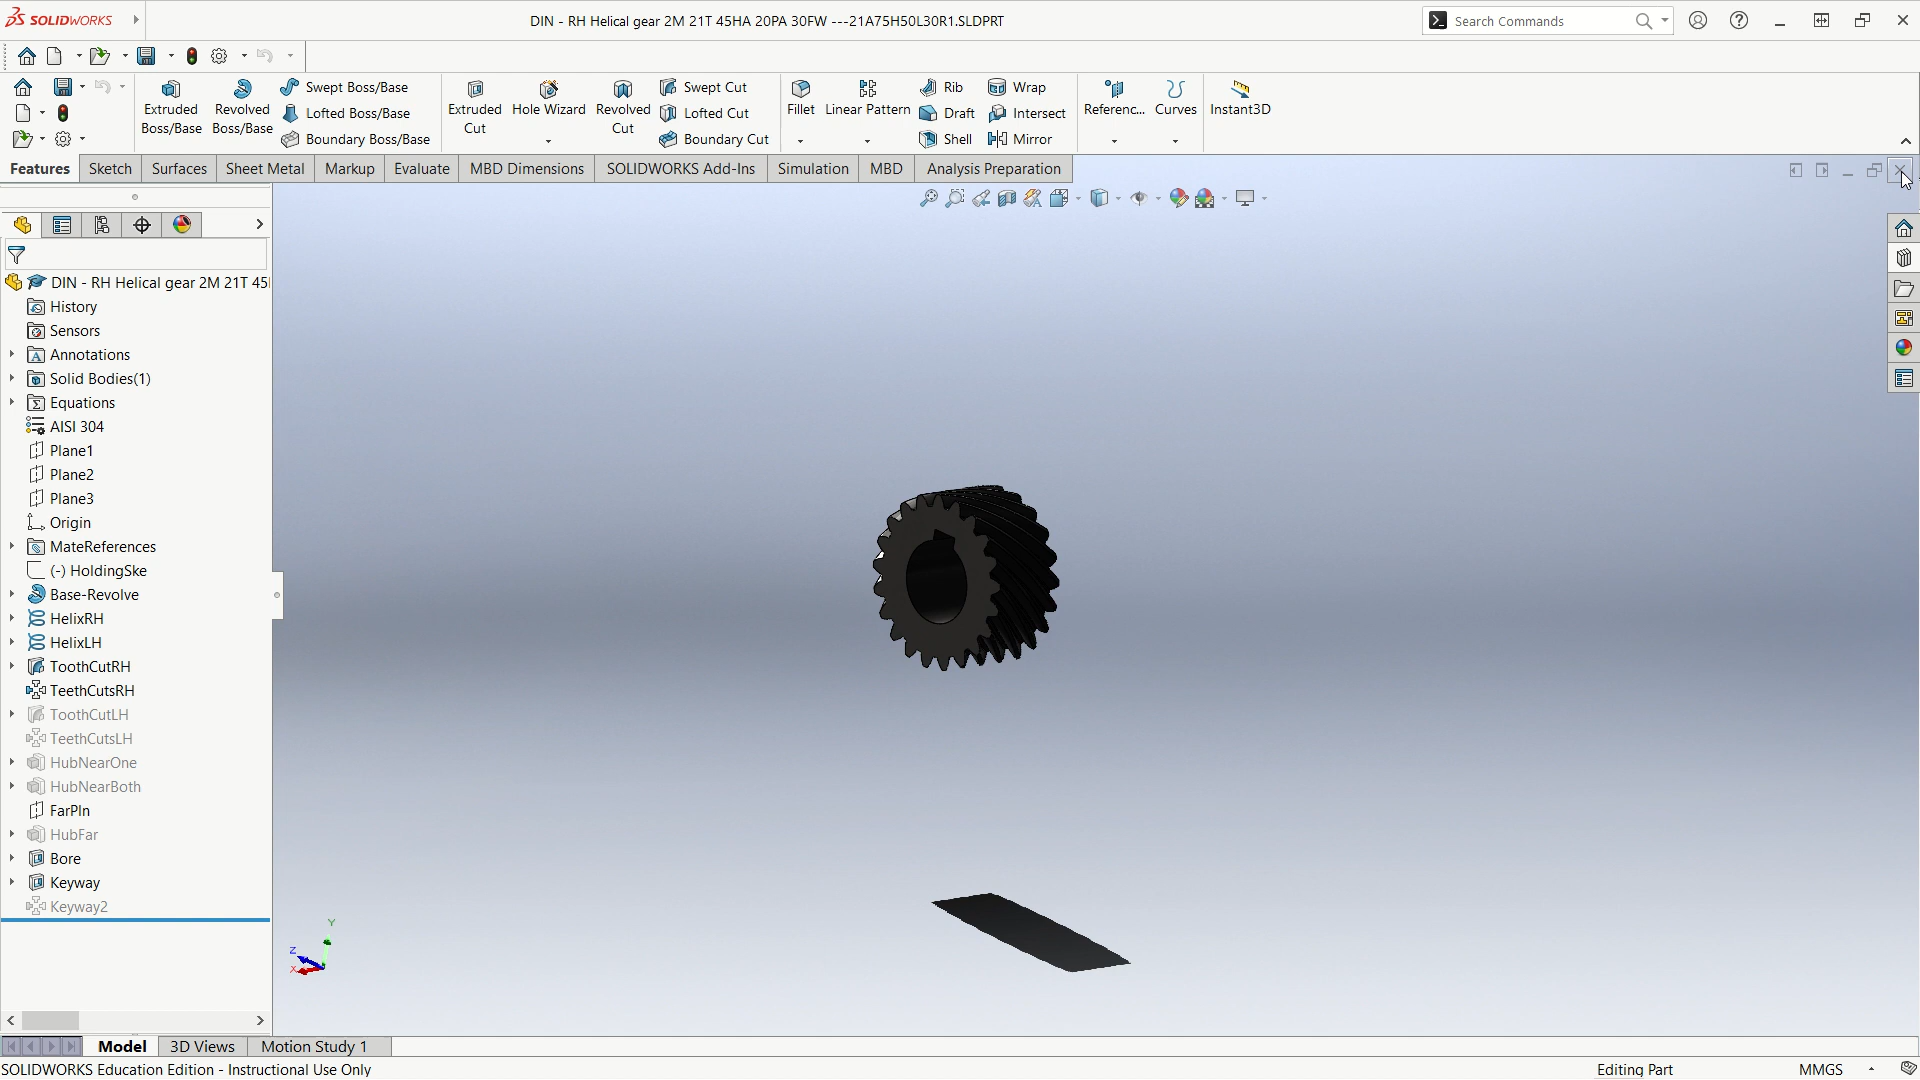 SOLIDWORKS
DIN - RH Helical gear 2M 21T 45HA 20PA 30FW ---21A75H50L30R1.SLDPRT
Search Commands
Extruded Boss/Base
Revolved Boss/Base
Swept Boss/Base
Lofted Boss/Base
Boundary Boss/Base
Extruded Cut
Hole Wizard
Revolved Cut
Swept Cut
Lofted Cut
Boundary Cut
Fillet
Linear Pattern
Rib
Draft
Shell
Wrap
Intersect
Mirror
Referenc...
Curves
Instant3D
Features
Sketch
Surfaces
Sheet Metal
Markup
Evaluate
MBD Dimensions
SOLIDWORKS Add-Ins
Simulation
MBD
Analysis Preparation
DIN - RH Helical gear 2M 21T 45
History
Sensors
Annotations
Solid Bodies(1)
Equations
AISI 304
Plane1
Plane2
Plane3
Origin
MateReferences
(-) HoldingSke
Base-Revolve
HelixRH
HelixLH
ToothCutRH
TeethCutsRH
ToothCutLH
TeethCutsLH
HubNearOne
HubNearBoth
FarPln
HubFar
Bore
Keyway
Keyway2
Y
Z
X
Model
3D Views
Motion Study 1
SOLIDWORKS Education Edition - Instructional Use Only
Editing Part
MMGS